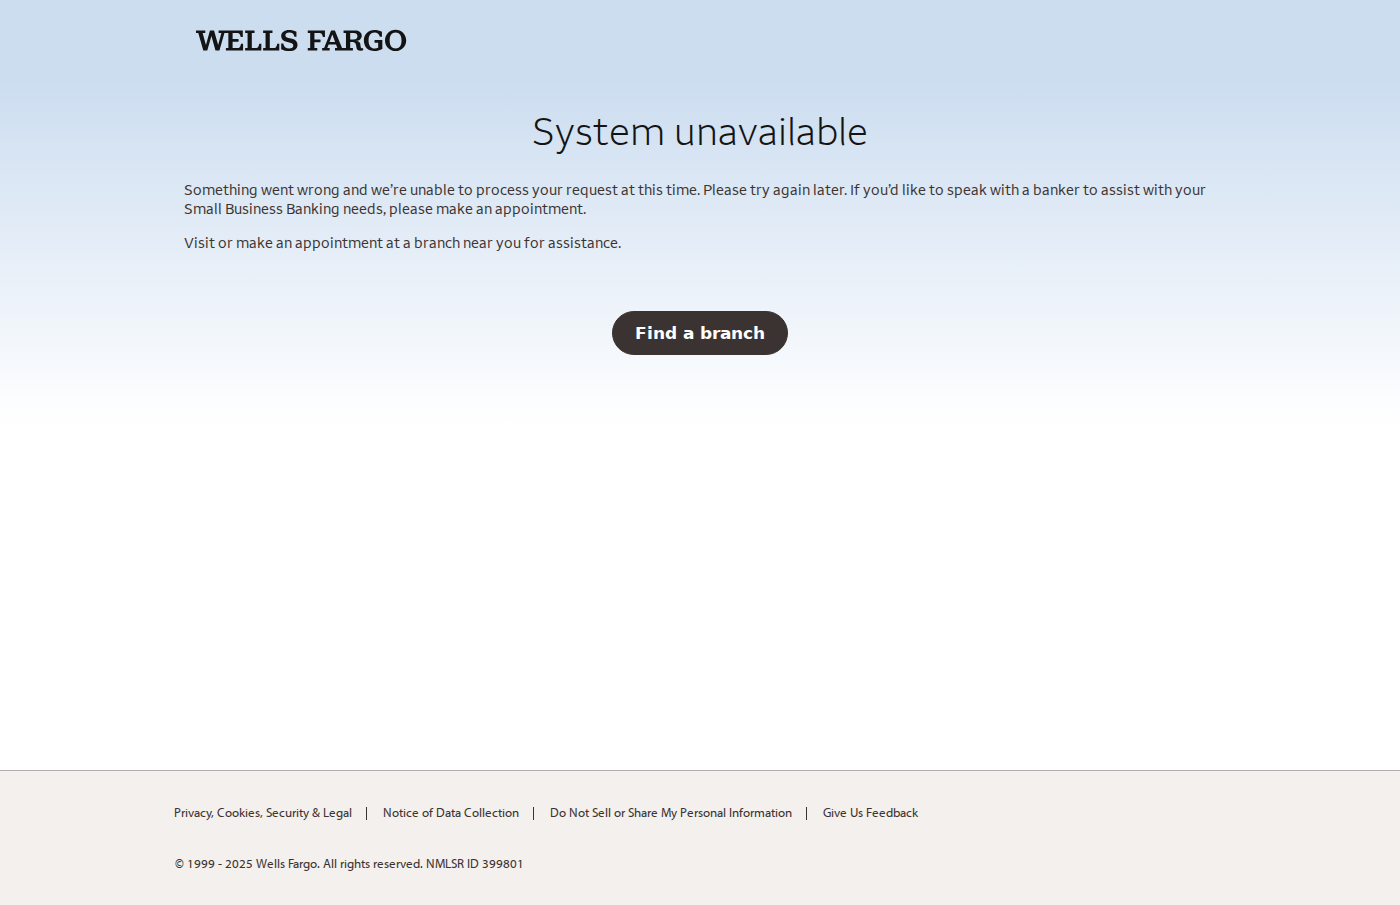 WELLS FARGO
System unavailable
Something went wrong and we’re unable to process your request at this time. Please try again later. If you’d like to speak with a banker to assist with your
Small Business Banking needs, please make an appointment.
Visit or make an appointment at a branch near you for assistance.
Find a branch
Privacy, Cookies, Security & Legal | Notice of Data Collection | Do Not Sell or Share My Personal Information | Give Us Feedback
© 1999 - 2025 Wells Fargo. All rights reserved. NMLSR ID 399801